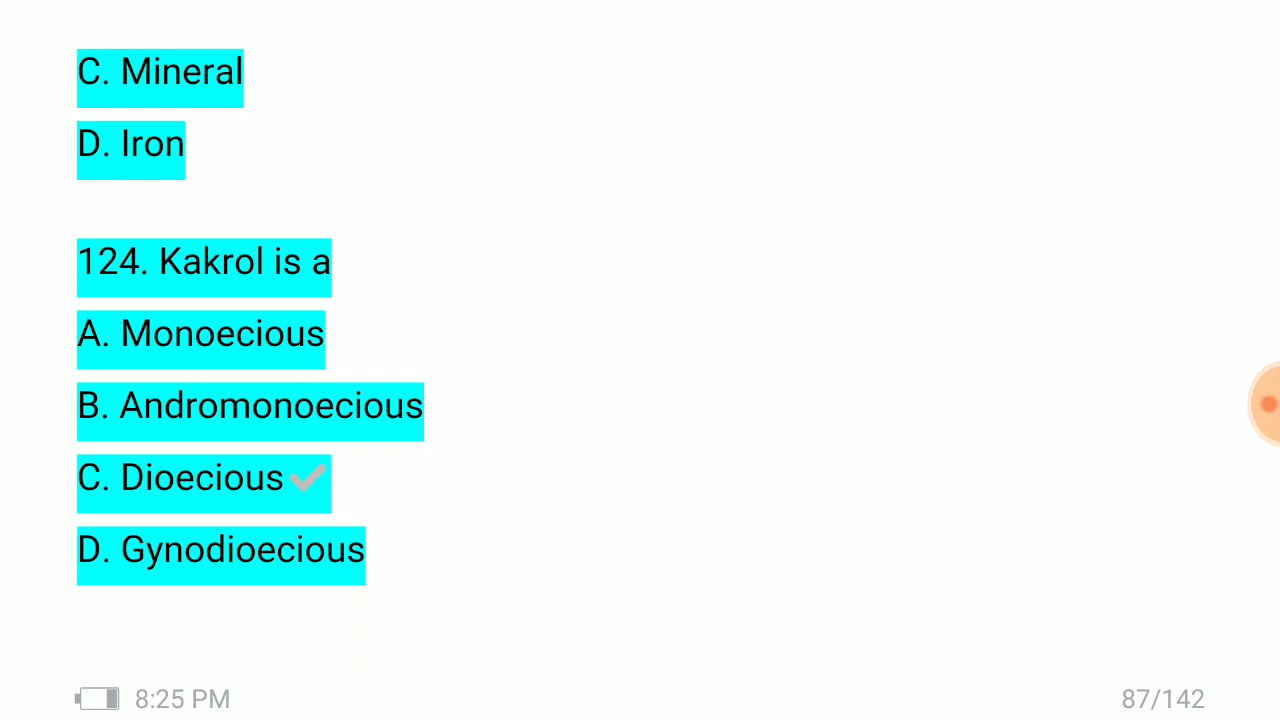 C. Mineral
D. Iron
124. Kakrol is a
A. Monoecious
B. Andromonoecious
C. Dioecious ✔
D. Gynodioecious
8:25 PM 87/142